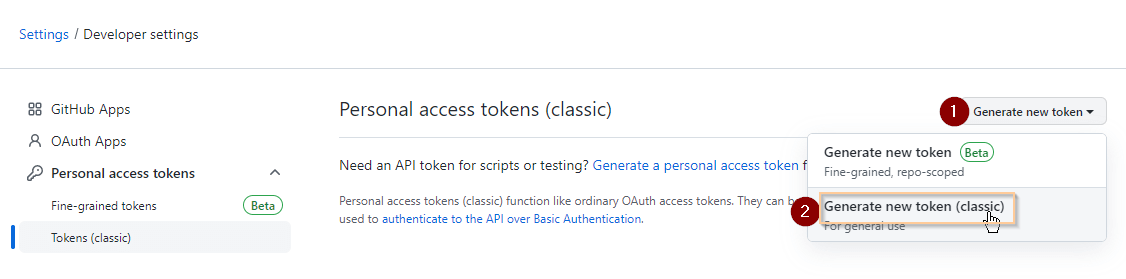 Settings / Developer settings
GitHub Apps
OAuth Apps
Personal access tokens
Fine-grained tokens Beta
Tokens (classic)
Personal access tokens (classic)
1 Generate new token
Need an API token for scripts or testing? Generate a personal access token f
Personal access tokens (classic) function like ordinary OAuth access tokens. They can be
used to authenticate to the API over Basic Authentication.
Generate new token Beta
Fine-grained, repo-scoped
2 Generate new token (classic)
For general use